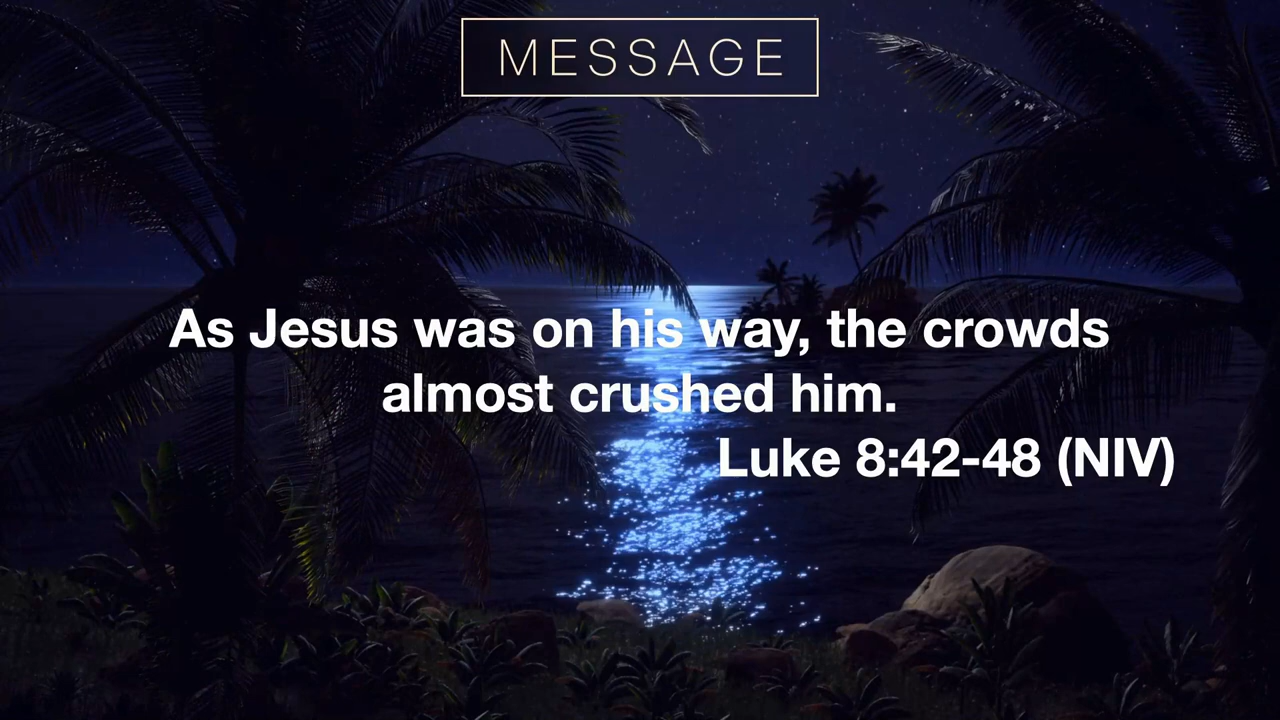 MESSAGE
As Jesus was on his way, the crowds
almost crushed him.
Luke 8:42-48 (NIV)